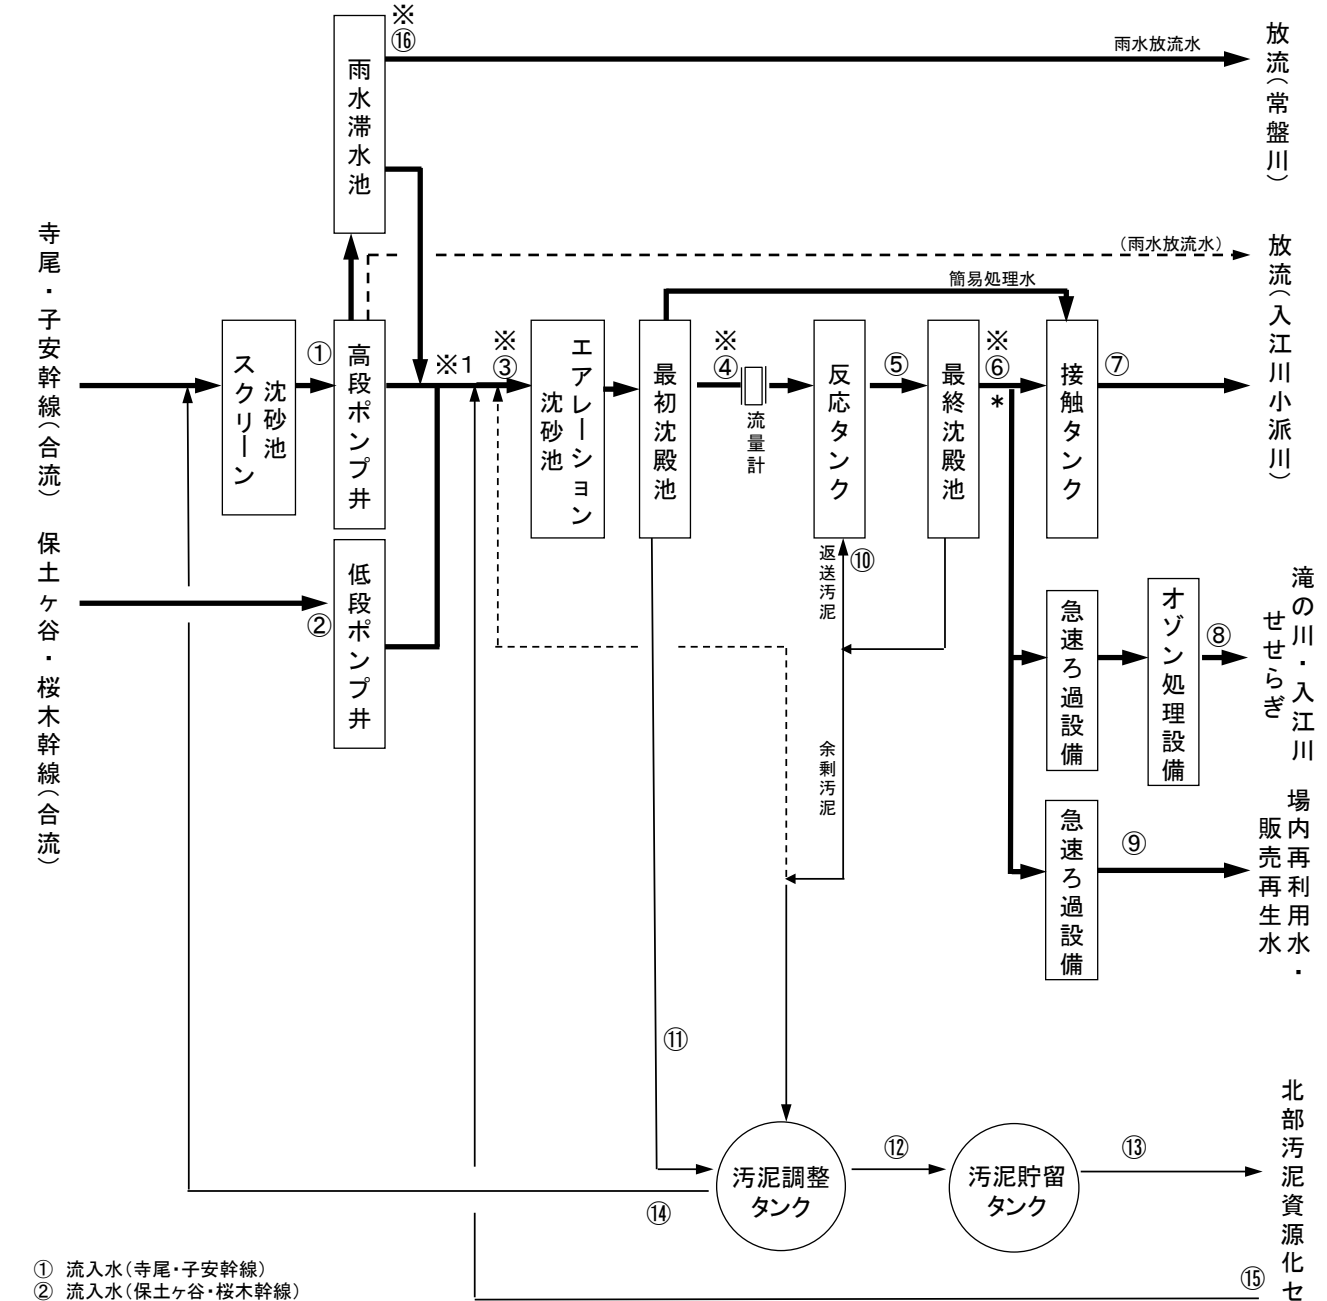 ※
⑯
雨水放流水
放流（常盤川）
雨水滞水池
寺尾・子安幹線（合流）
（雨水放流水）
放流（入江川小派川）
簡易処理水
スクリーン
沈砂池
①
高段ポンプ井
※1
※
③
エアレーション
沈砂池
最初沈殿池
※
④
流量計
反応タンク
⑤
最終沈殿池
※
⑥
*
接触タンク
⑦
保土ヶ谷・桜木幹線（合流）
②
低段ポンプ井
返送汚泥
⑩
余剰汚泥
急速ろ過設備
オゾン処理設備
⑧
滝の川・入江川
せせらぎ
急速ろ過設備
⑨
場内再利用水・
販売再生水
⑪
汚泥調整
タンク
⑫
汚泥貯留
タンク
⑬
北部汚泥資源化セ
⑭
⑮
① 流入水（寺尾・子安幹線）
② 流入水（保土ヶ谷・桜木幹線）